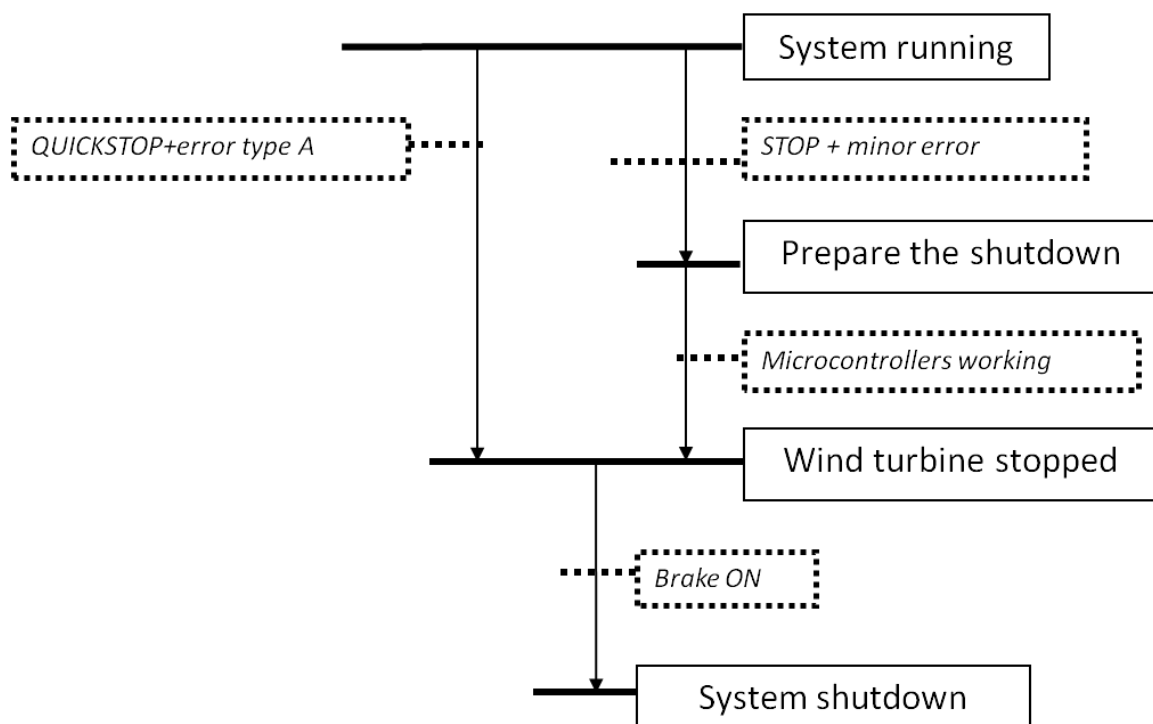 System running
QUICKSTOP+error type A
STOP + minor error
Prepare the shutdown
Microcontrollers working
Wind turbine stopped
Brake ON
System shutdown